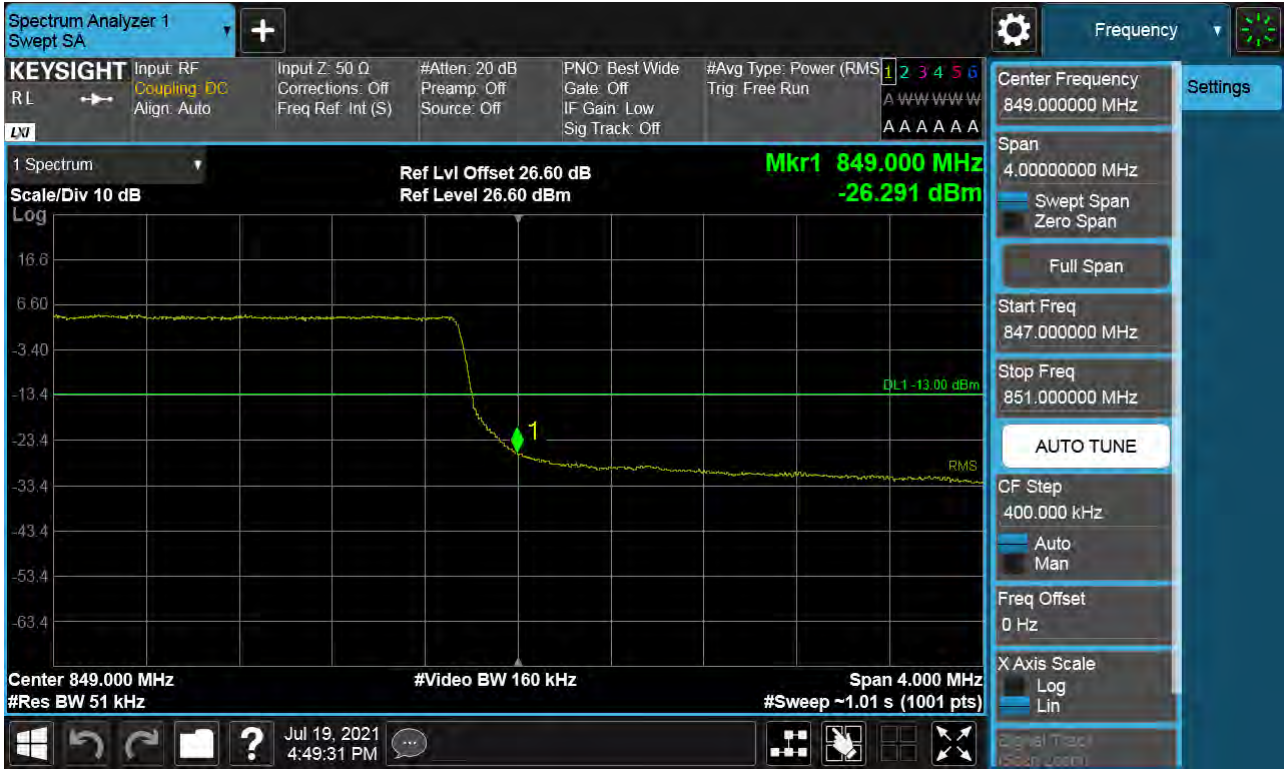 Spectrum Analyzer 1
Swept SA
+
Frequency
KEYSIGHT
R L
LXI
Input: RF
Coupling: DC
Align: Auto
Input Z: 50 Ω
Corrections: Off
Freq Ref: Int (S)
#Atten: 20 dB
Preamp: Off
Source: Off
PNO: Best Wide
Gate: Off
IF Gain: Low
Sig Track: Off
#Avg Type: Power (RMS
Trig: Free Run
1 2 3 4 5 6
A W W W W W
A A A A A A
Center Frequency
849.000000 MHz
Settings
Span
4.00000000 MHz
Swept Span
Zero Span
Full Span
Start Freq
847.000000 MHz
Stop Freq
851.000000 MHz
AUTO TUNE
CF Step
400.000 kHz
Auto
Man
Freq Offset
0 Hz
X Axis Scale
Log
Lin
1 Spectrum
Scale/Div 10 dB
Log
Ref Lvl Offset 26.60 dB
Ref Level 26.60 dBm
Mkr1 849.000 MHz
-26.291 dBm
16.6
6.60
-3.40
-13.4
-23.4
-33.4
-43.4
-53.4
-63.4
DL1 -13.00 dBm
1
RMS
Center 849.000 MHz
#Res BW 51 kHz
#Video BW 160 kHz
Span 4.000 MHz
#Sweep ~1.01 s (1001 pts)
?
Jul 19, 2021
4:49:31 PM